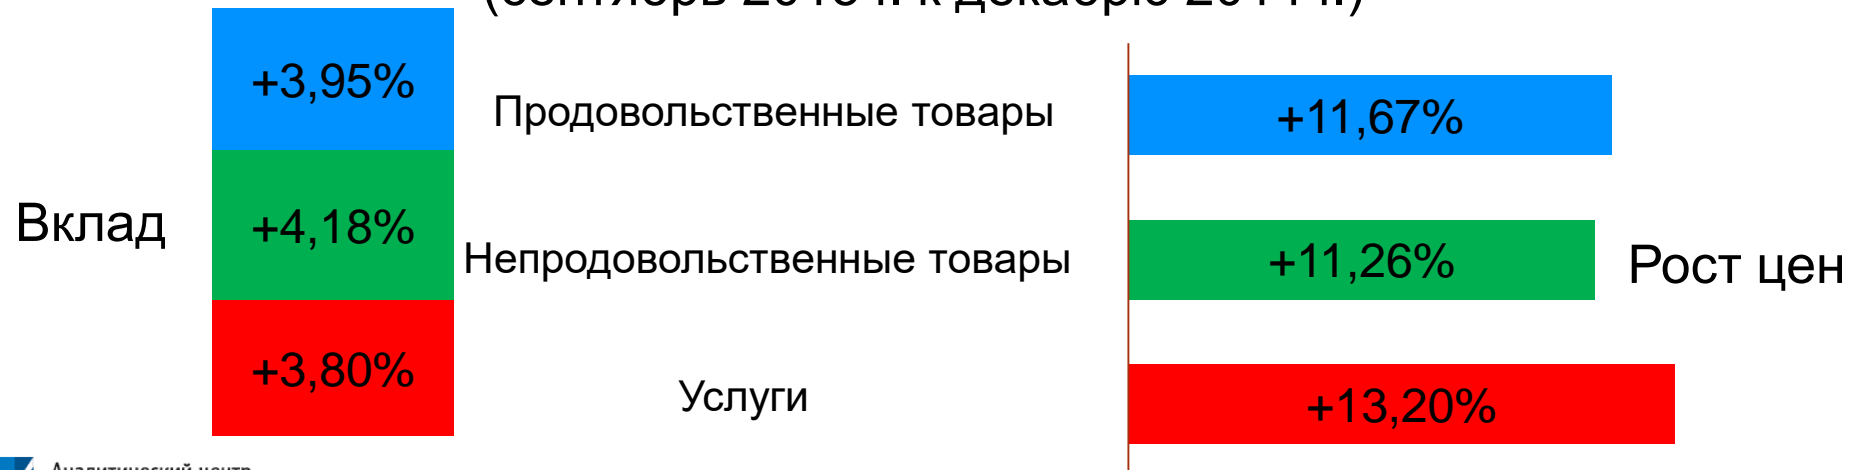 +3,95%
Продовольственные товары
+11,67%
Вклад
+4,18%
Непродовольственные товары
+11,26%
Рост цен
+3,80%
Услуги
+13,20%